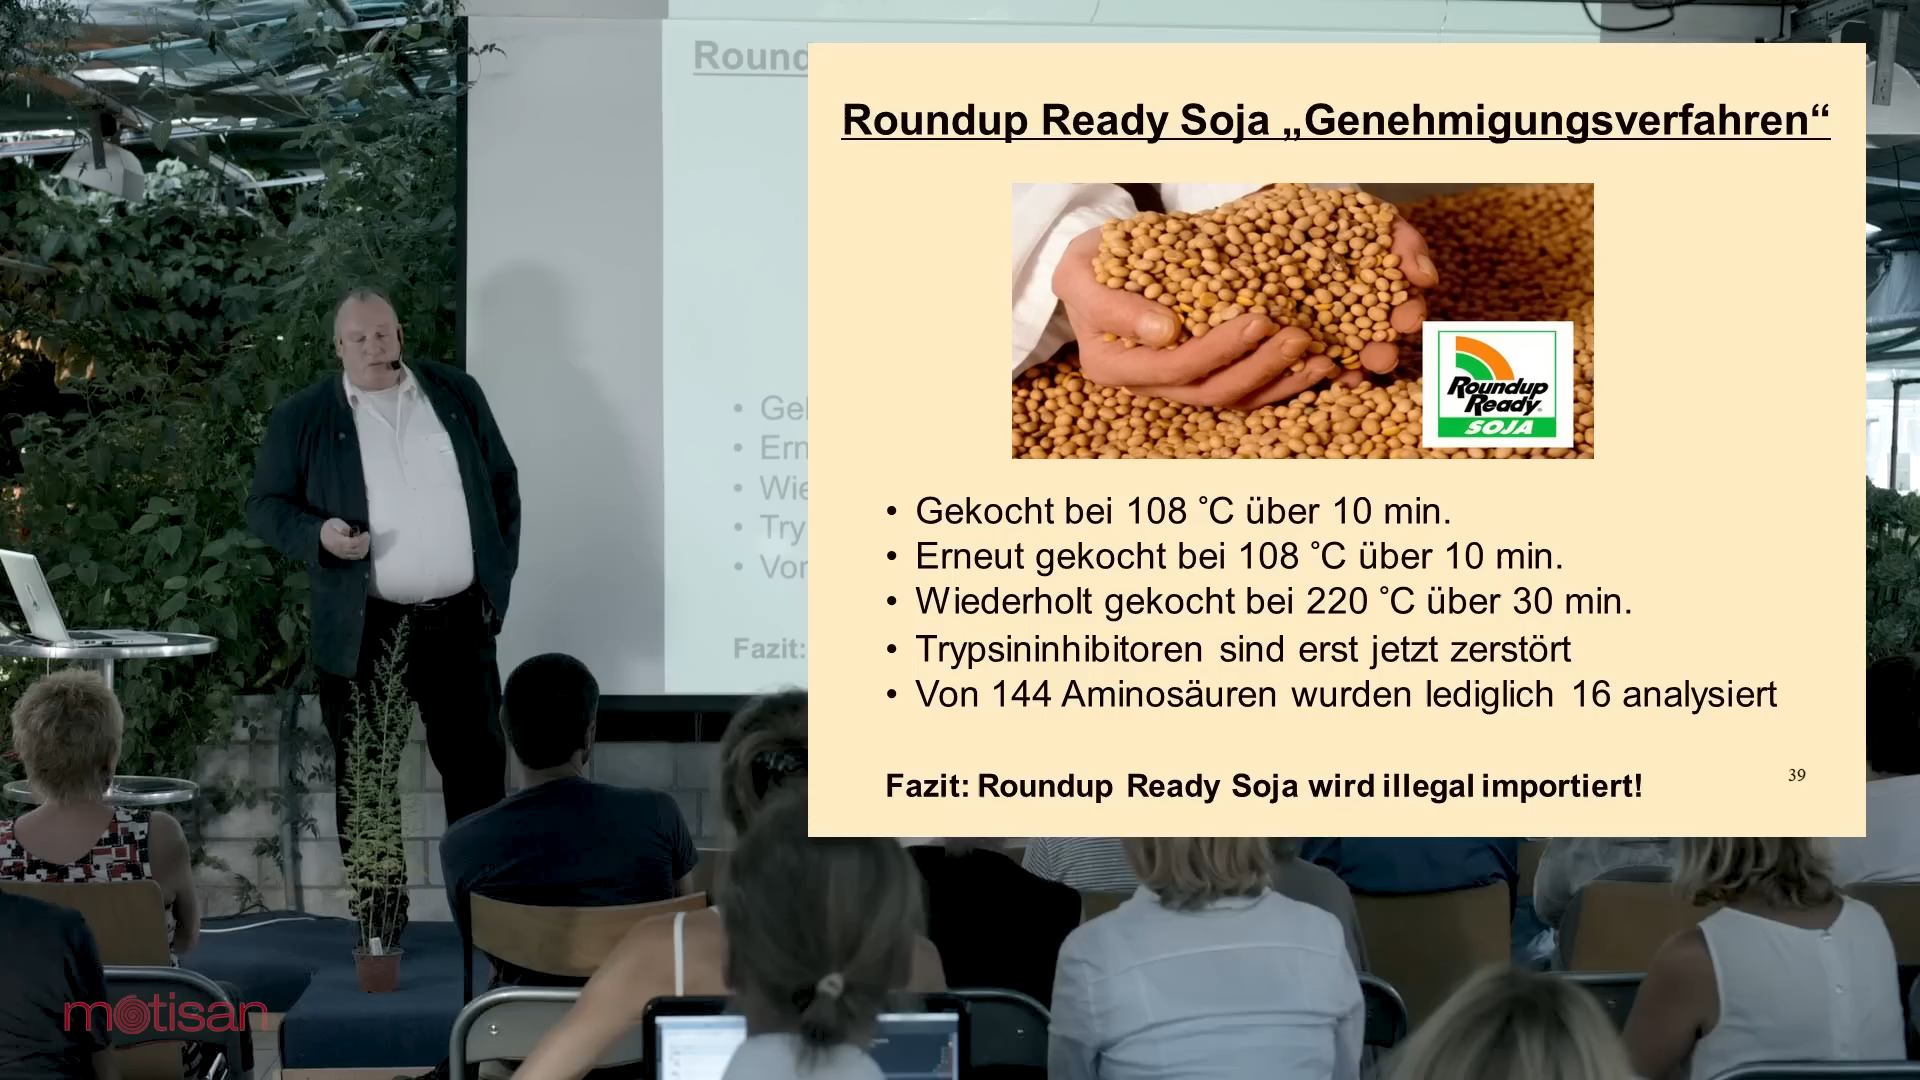 Round
Roundup Ready Soja „Genehmigungsverfahren“
Roundup
Ready
SOJA
• Gekocht bei 108 °C über 10 min.
• Erneut gekocht bei 108 °C über 10 min.
• Wiederholt gekocht bei 220 °C über 30 min.
• Trypsininhibitoren sind erst jetzt zerstört
• Von 144 Aminosäuren wurden lediglich 16 analysiert
Fazit: Roundup Ready Soja wird illegal importiert!
39
• Gel
• Ern
• Wie
• Try
• Vor
Fazit:
motisan